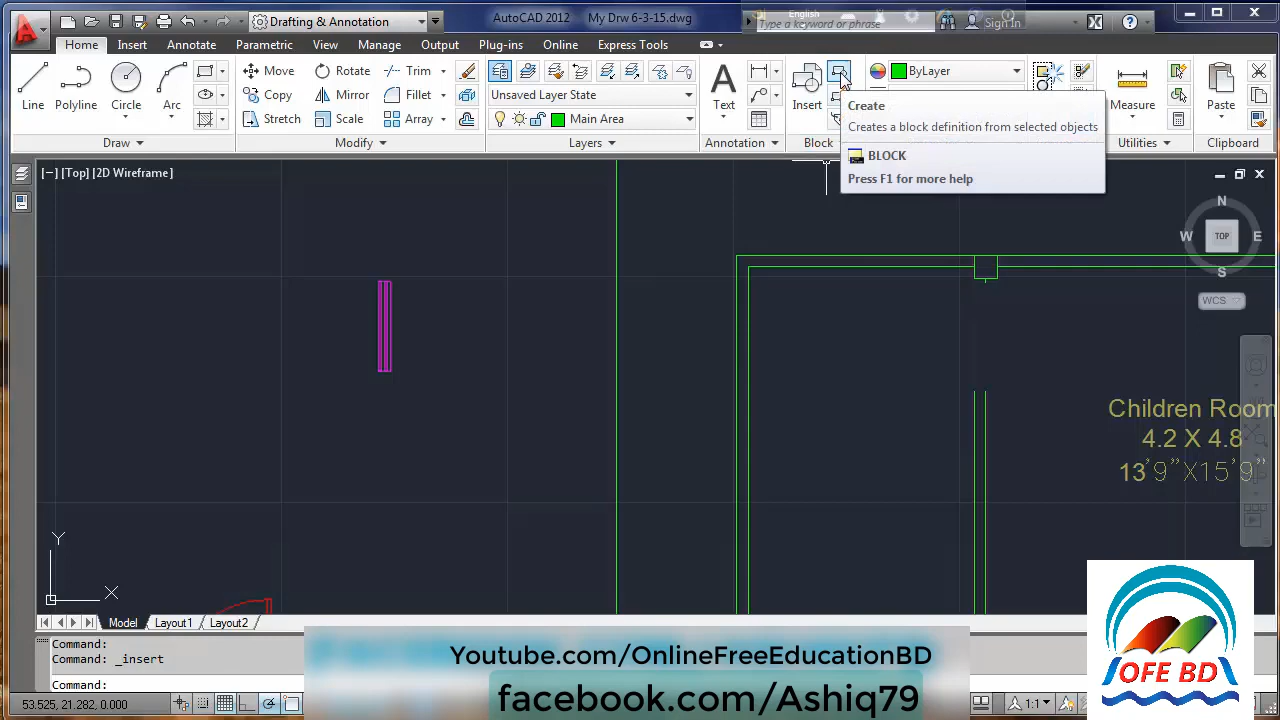 AutoCAD 2012 My Drw 6-3-15.dwg
Drafting & Annotation
English
Type a keyword or phrase
Sign In
Home Insert Annotate Parametric View Manage Output Plug-ins Online Express Tools
Line
Polyline
Circle
Arc
Move
Rotate
Trim
Copy
Mirror
Fillet
Stretch
Scale
Array
Unsaved Layer State
Main Area
Text
Insert
ByLayer
Measure
Paste
Draw
Modify
Layers
Annotation
Block
Utilities
Clipboard
Create
Creates a block definition from selected objects
BLOCK
Press F1 for more help
[−] [Top] [2D Wireframe]
N
W
TOP
E
S
WCS
Children Room
4.2 X 4.8
13'9"X15'9"
Y
X
Model Layout1 Layout2
Command:
Command: _insert
Command:
53.525, 21.282, 0.000
1:1
Youtube.com/OnlineFreeEducationBD
facebook.com/Ashiq79
OFE BD